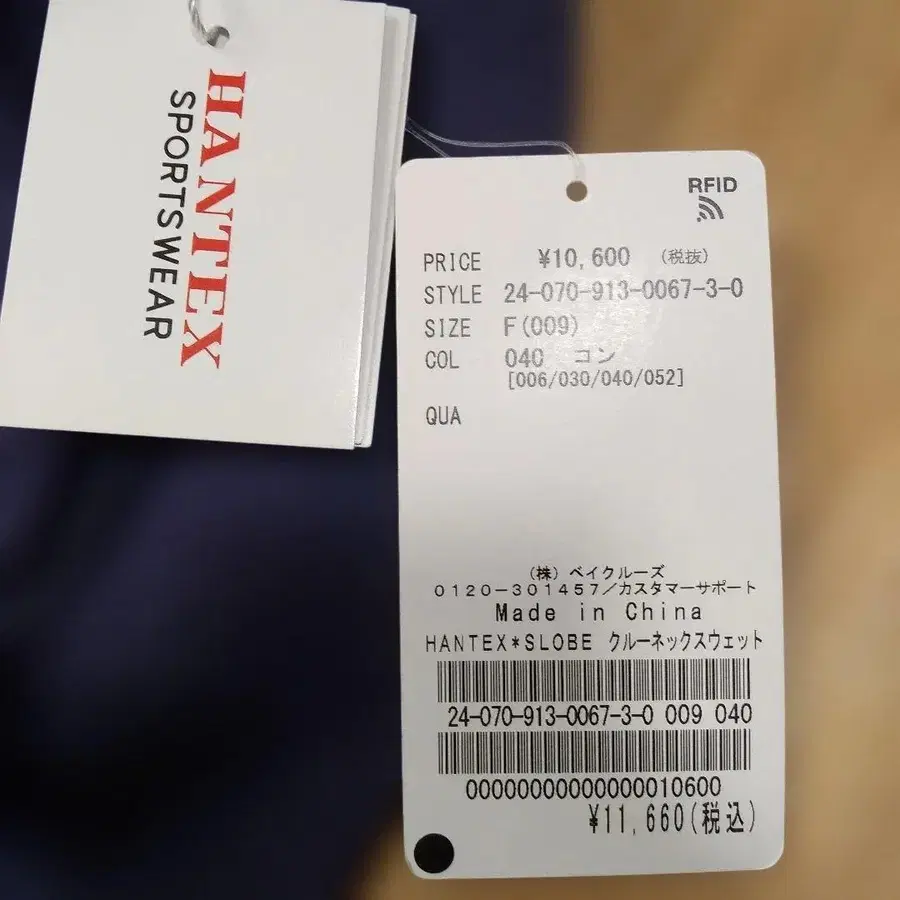 HANTEX
SPORTSWEAR
RFID
PRICE ¥10,600 (税抜)
STYLE 24-070-913-0067-3-0
SIZE F(009)
COL 040 コン
[006/030/040/052]
QUA
(株) ベイクルーズ
0120-301457/カスタマーサポート
Made in China
HANTEX*SLOBE クルーネックスウェット
24-070-913-0067-3-0 009 040
00000000000000010600
¥11,660(税込)